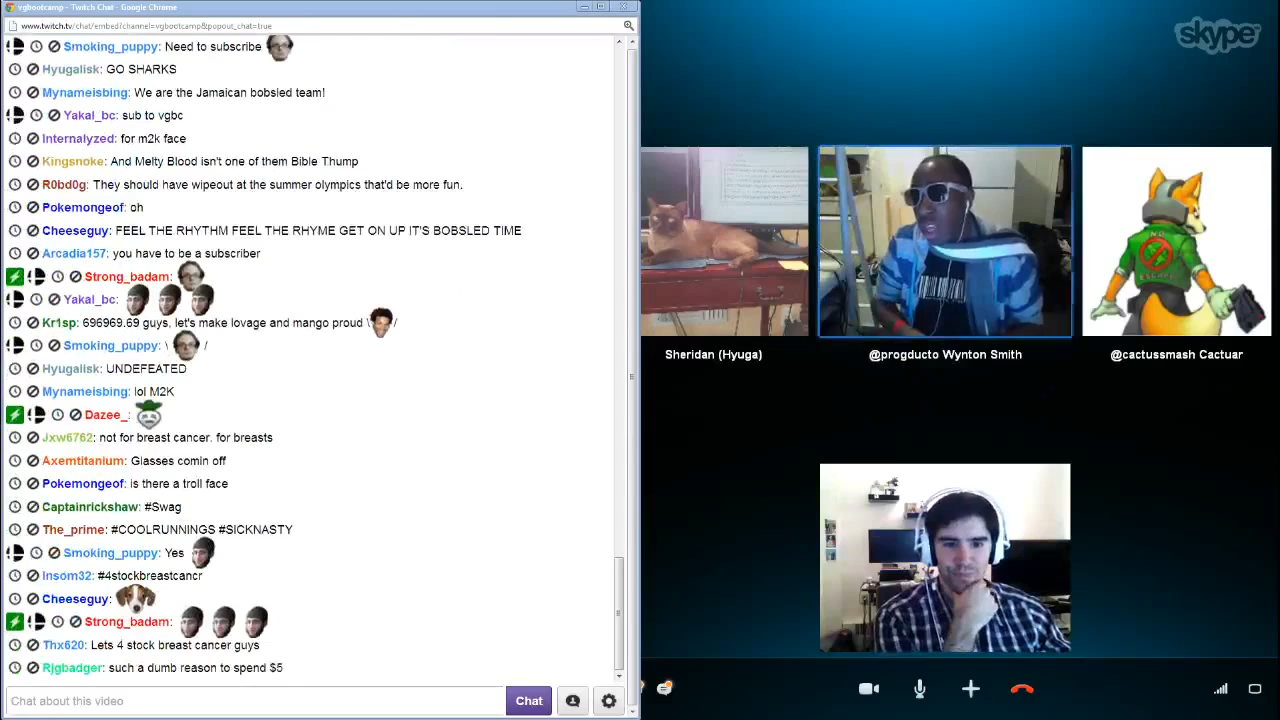 vgbootcamp - Twitch Chat - Google Chrome
www.twitch.tv/chat/embed?channel=vgbootcamp&popout_chat=true
Smoking_puppy: Need to subscribe
Hyugalisk: GO SHARKS
Mynameisbing: We are the Jamaican bobsled team!
Yakal_bc: sub to vgbc
Internalyzed: for m2k face
Kingsnoke: And Melty Blood isn't one of them Bible Thump
R0bd0g: They should have wipeout at the summer olympics that'd be more fun.
Pokemongeof: oh
Cheeseguy: FEEL THE RHYTHM FEEL THE RHYME GET ON UP IT'S BOBSLED TIME
Arcadia157: you have to be a subscriber
Strong_badam:
Yakal_bc:
Kr1sp: 696969.69 guys, let's make lovage and mango proud \ /
Smoking_puppy: \ /
Hyugalisk: UNDEFEATED
Mynameisbing: lol M2K
Dazee_:
Jxw6762: not for breast cancer. for breasts
Axemtitanium: Glasses comin off
Pokemongeof: is there a troll face
Captainrickshaw: #Swag
The_prime: #COOLRUNNINGS #SICKNASTY
Smoking_puppy: Yes
Insom32: #4stockbreastcancr
Cheeseguy:
Strong_badam:
Thx620: Lets 4 stock breast cancer guys
Rjgbadger: such a dumb reason to spend $5
Chat about this video
Chat
skype
NO
ESCAPE
Sheridan (Hyuga)
@progducto Wynton Smith
@cactussmash Cactuar